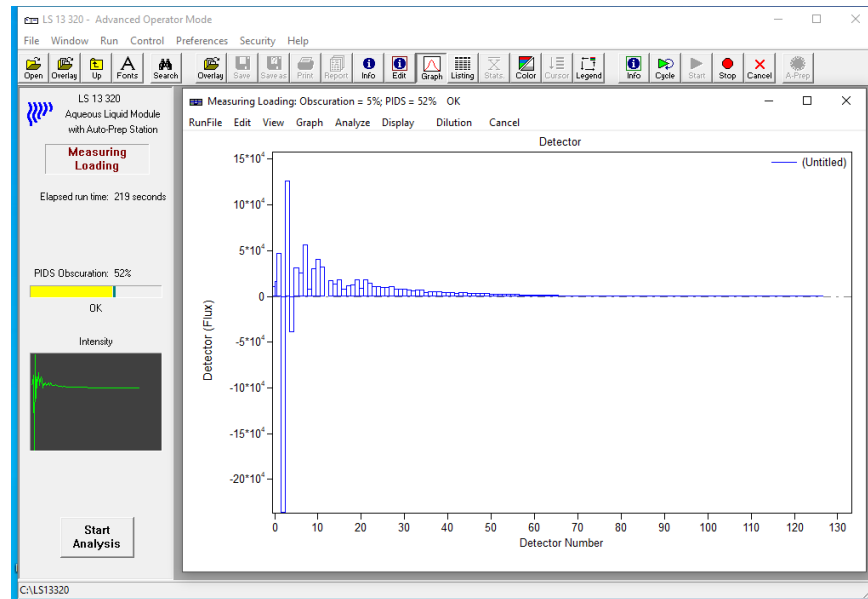 LS 13 320 - Advanced Operator Mode
File Window Run Control Preferences Security Help
Open Overlay Up Fonts Search Overlay Save Save as Print Report Info Edit Graph Listing Stats Color Cursor Legend Info Cycle Start Stop Cancel A-Prep
LS 13 320
Aqueous Liquid Module
with Auto-Prep Station
Measuring
Loading
Elapsed run time: 219 seconds
PIDS Obscuration: 52%
OK
Intensity
Start
Analysis
Measuring Loading: Obscuration = 5%; PIDS = 52% OK
RunFile Edit View Graph Analyze Display Dilution Cancel
Detector
(Untitled)
Detector (Flux)
15*10⁴
10*10⁴
5*10⁴
0
-5*10⁴
-10*10⁴
-15*10⁴
-20*10⁴
0 10 20 30 40 50 60 70 80 90 100 110 120 130
Detector Number
C:\LS13320